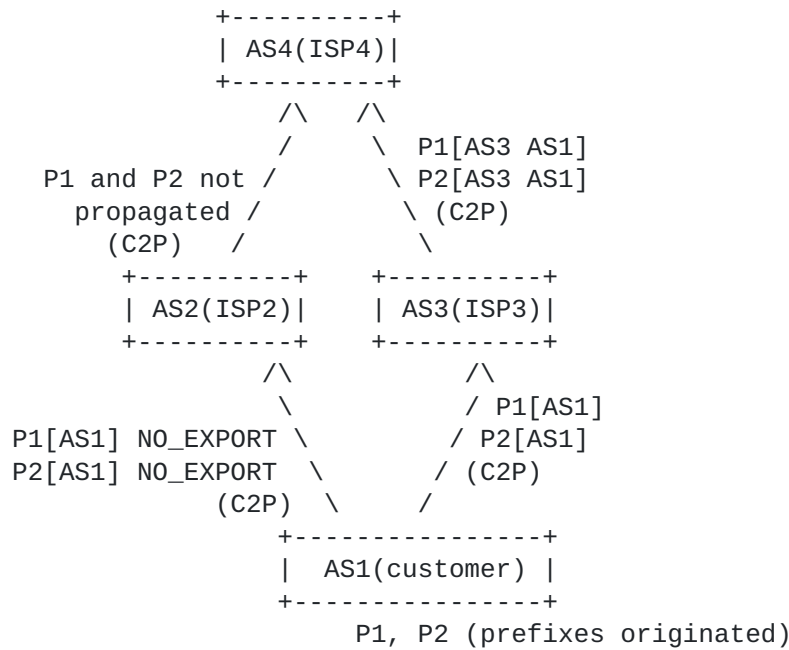 +----------+
| AS4(ISP4)|
+----------+
/\   /\
/     \  P1[AS3 AS1]
P1 and P2 not /       \ P2[AS3 AS1]
propagated /         \ (C2P)
(C2P)   /           \
+----------+    +----------+
| AS2(ISP2)|    | AS3(ISP3)|
+----------+    +----------+
/\           /\
\           / P1[AS1]
P1[AS1] NO_EXPORT \         / P2[AS1]
P2[AS1] NO_EXPORT  \       / (C2P)
(C2P)  \     /
+----------------+
|  AS1(customer) |
+----------------+
P1, P2 (prefixes originated)